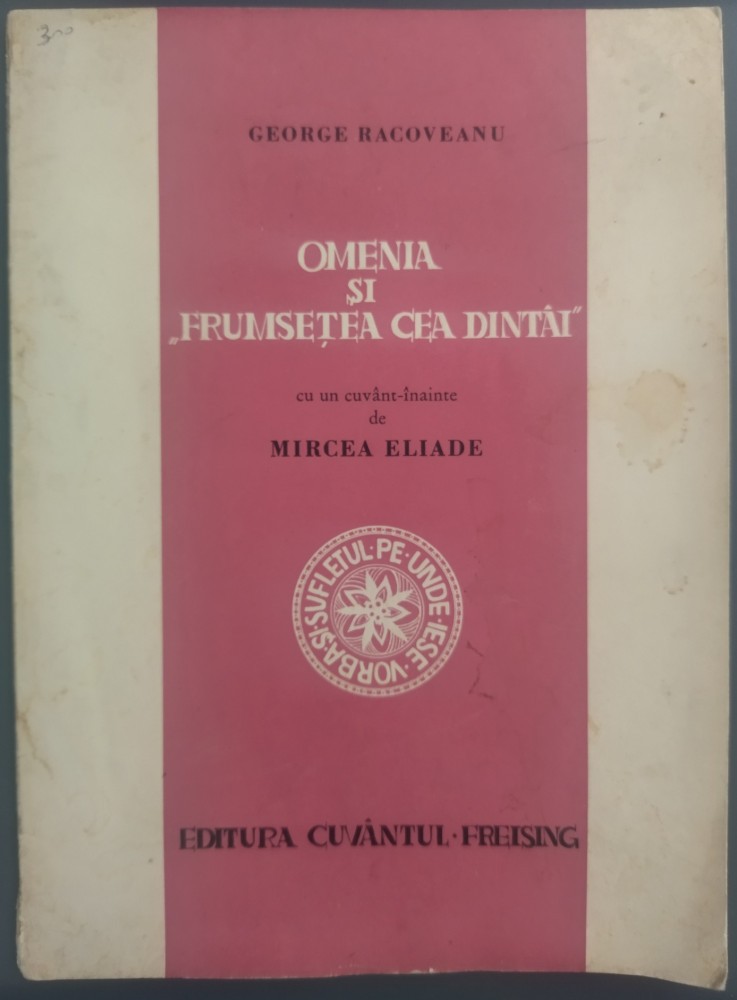 300
GEORGE RACOVEANU
OMENIA
ȘI
„FRUMSEȚEA CEA DINTÂI"
cu un cuvânt-înainte
de
MIRCEA ELIADE
PE·UNDE·IESE·VORBA·ȘI·SUFLETUL·
EDITURA CUVÂNTUL·FREISING